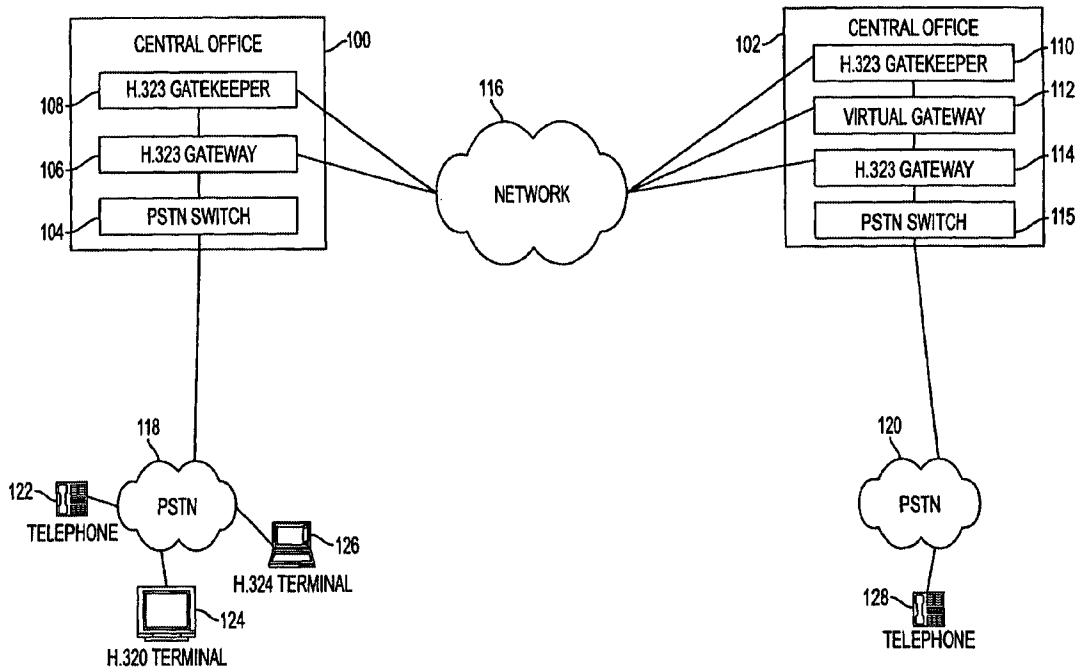 CENTRAL OFFICE
100
H.323 GATEKEEPER
108
H.323 GATEWAY
106
PSTN SWITCH
104
116
NETWORK
CENTRAL OFFICE
102
H.323 GATEKEEPER
110
VIRTUAL GATEWAY
112
H.323 GATEWAY
114
PSTN SWITCH
115
118
PSTN
122
TELEPHONE
126
H.324 TERMINAL
124
H.320 TERMINAL
120
PSTN
128
TELEPHONE